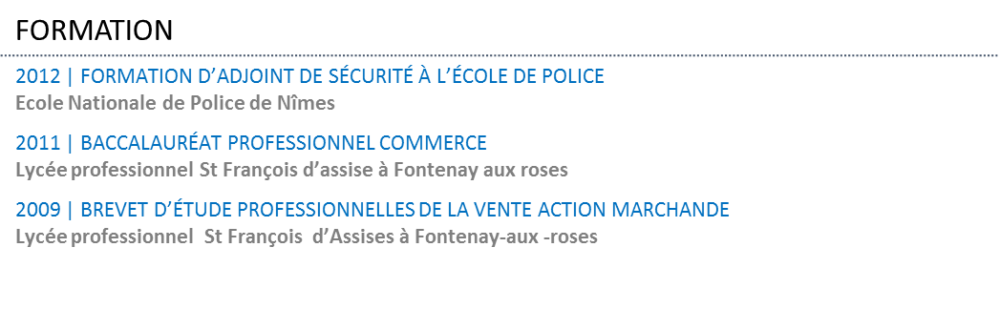 FORMATION
2012 | FORMATION D’ADJOINT DE SÉCURITÉ À L’ÉCOLE DE POLICE
Ecole Nationale de Police de Nîmes
2011 | BACCALAURÉAT PROFESSIONNEL COMMERCE
Lycée professionnel St François d’assise à Fontenay aux roses
2009 | BREVET D’ÉTUDE PROFESSIONNELLES DE LA VENTE ACTION MARCHANDE
Lycée professionnel St François d’Assises à Fontenay-aux -roses